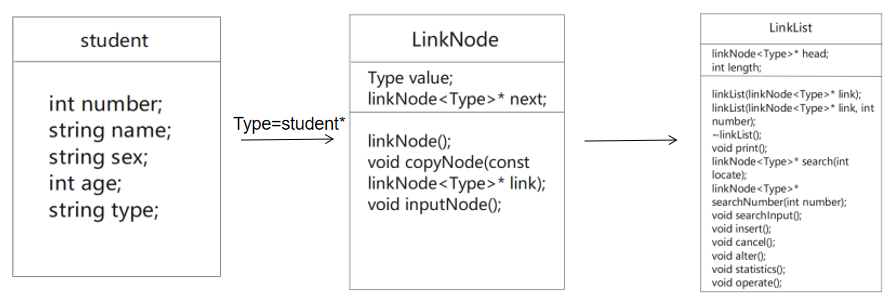 student
int number;
string name;
string sex;
int age;
string type;
Type=student*
LinkNode
Type value;
linkNode<Type>* next;
linkNode();
void copyNode(const
linkNode<Type>* link);
void inputNode();
LinkList
linkNode<Type>* head;
int length;
linkList(linkNode<Type>* link);
linkList(linkNode<Type>* link, int
number);
~linkList();
void print();
linkNode<Type>* search(int
locate);
linkNode<Type>*
searchNumber(int number);
void searchInput();
void insert();
void cancel();
void alter();
void statistics();
void operate();